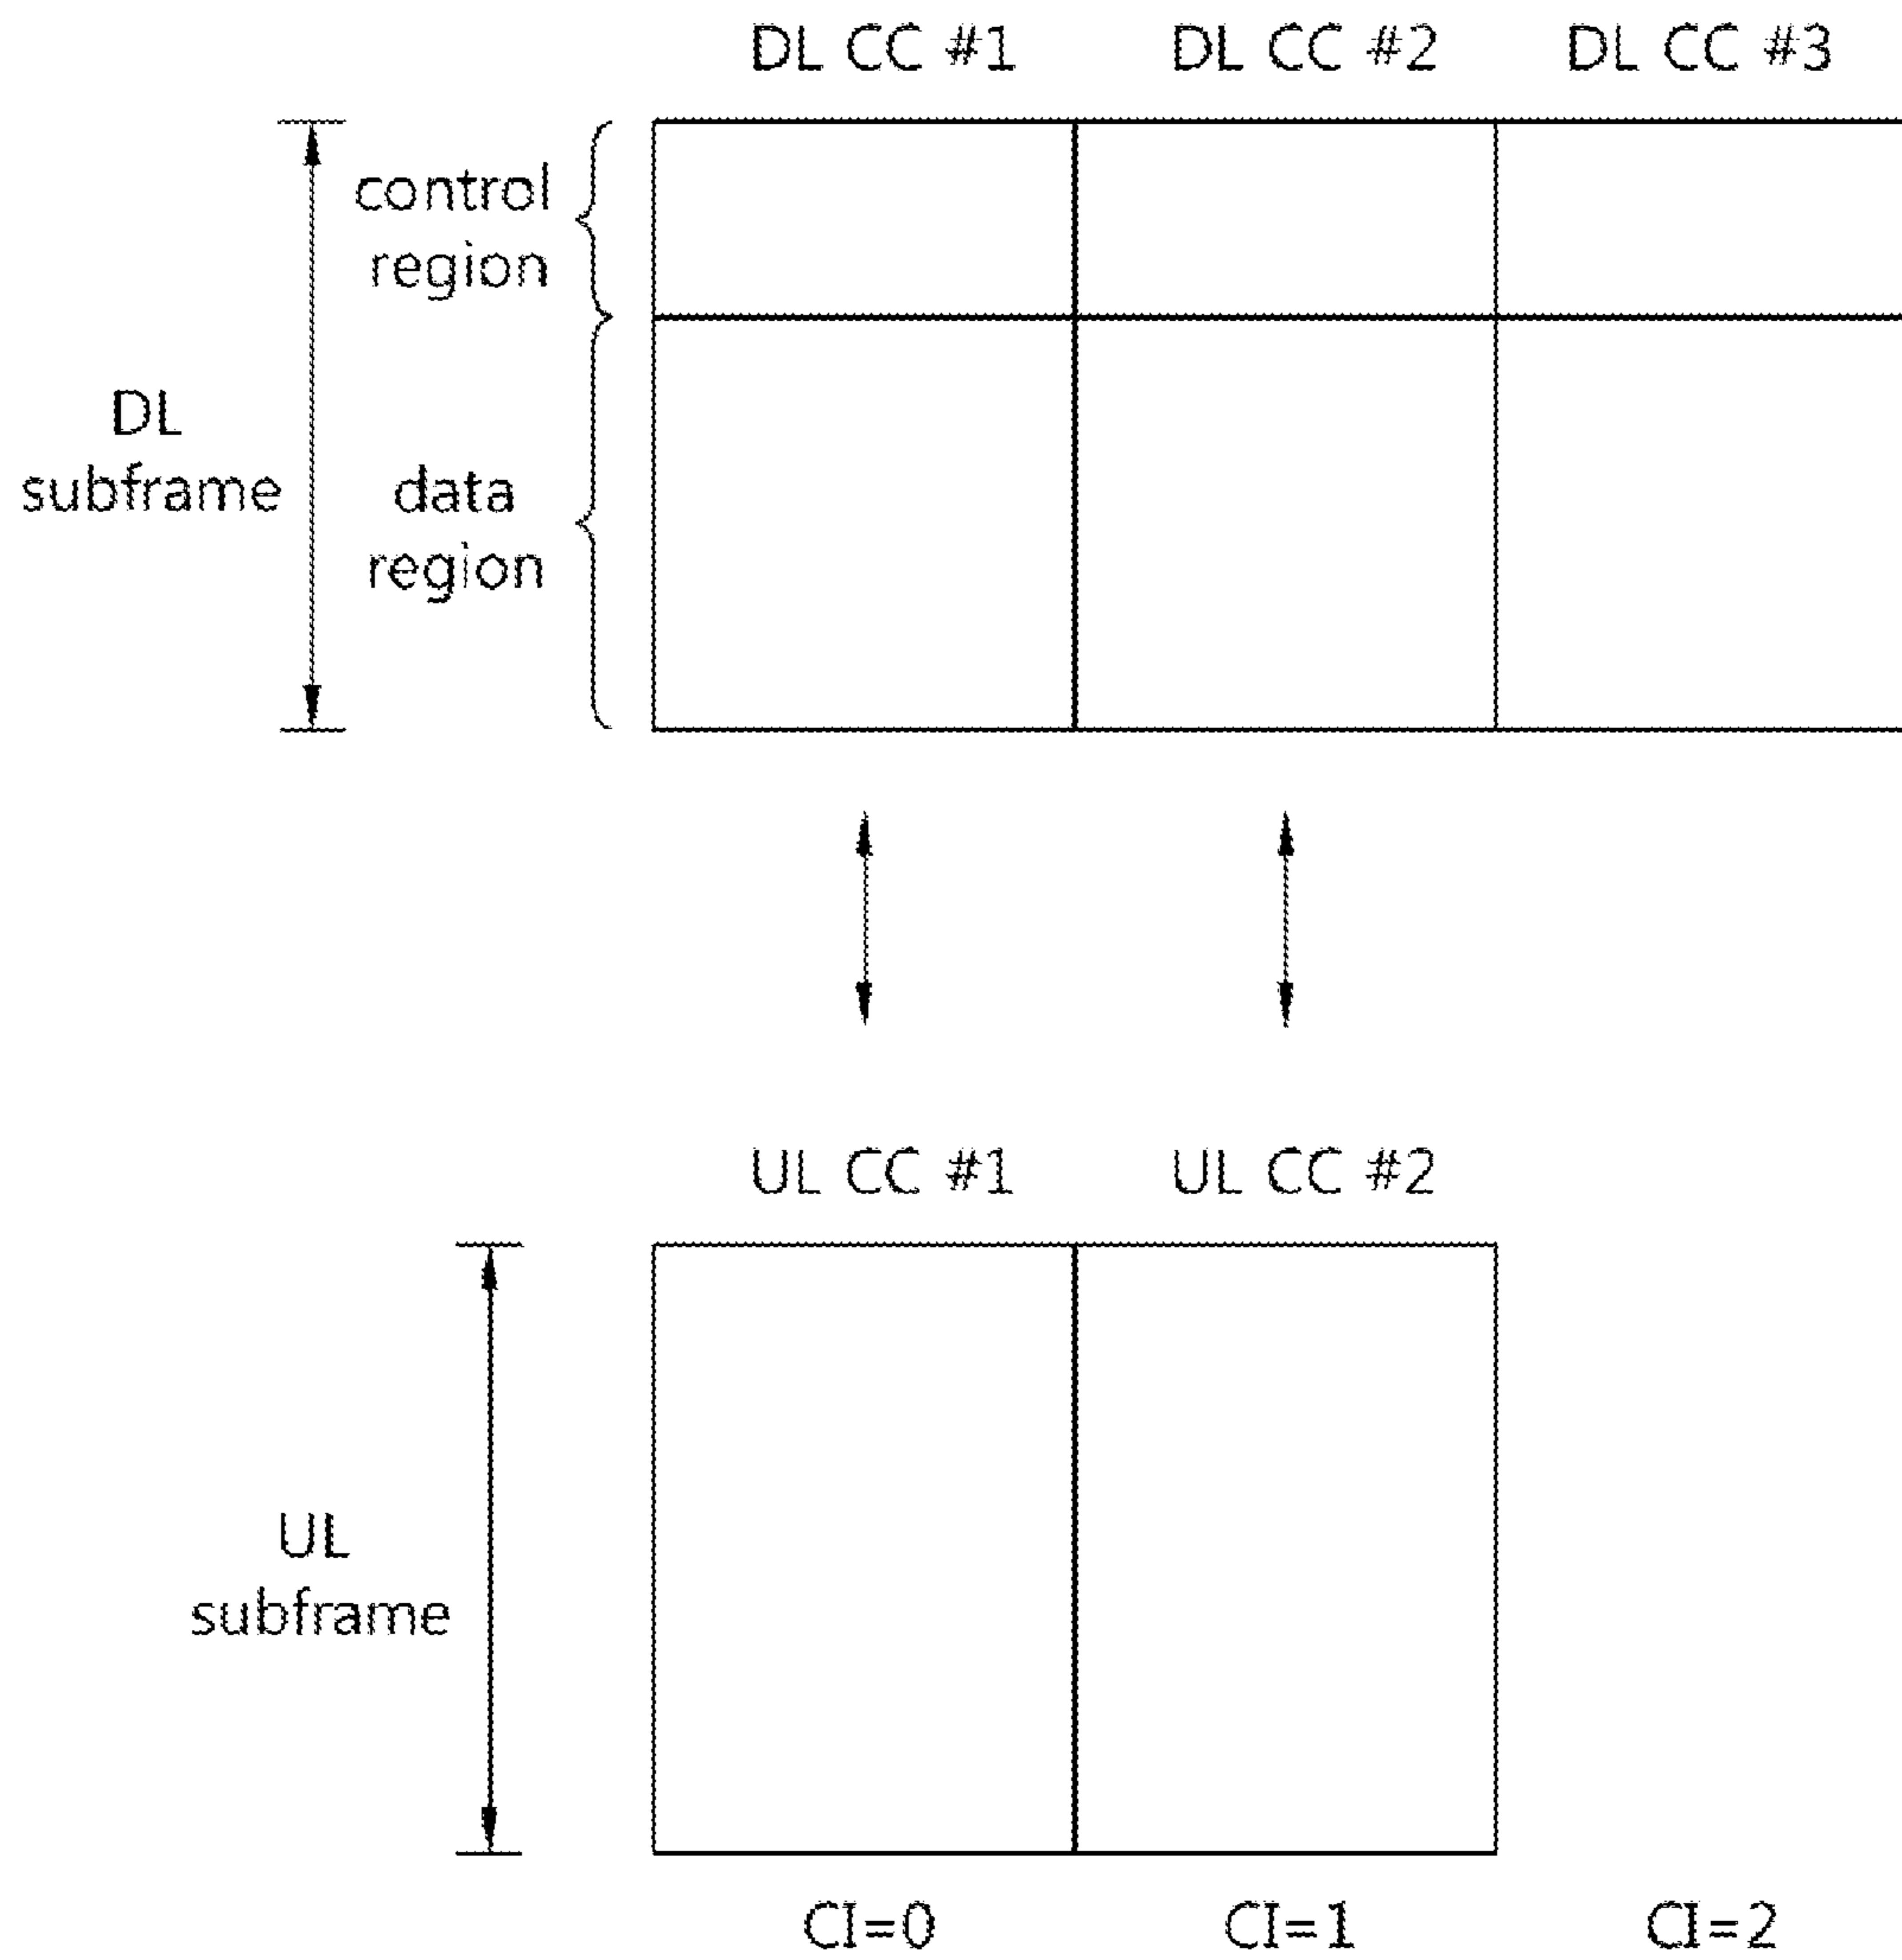 DL CC #1 DL CC #2 DL CC #3
control
region
DL
subframe
data
region
UL CC #1 UL CC #2
UL
subframe
CI=0 CI=1 CI=2